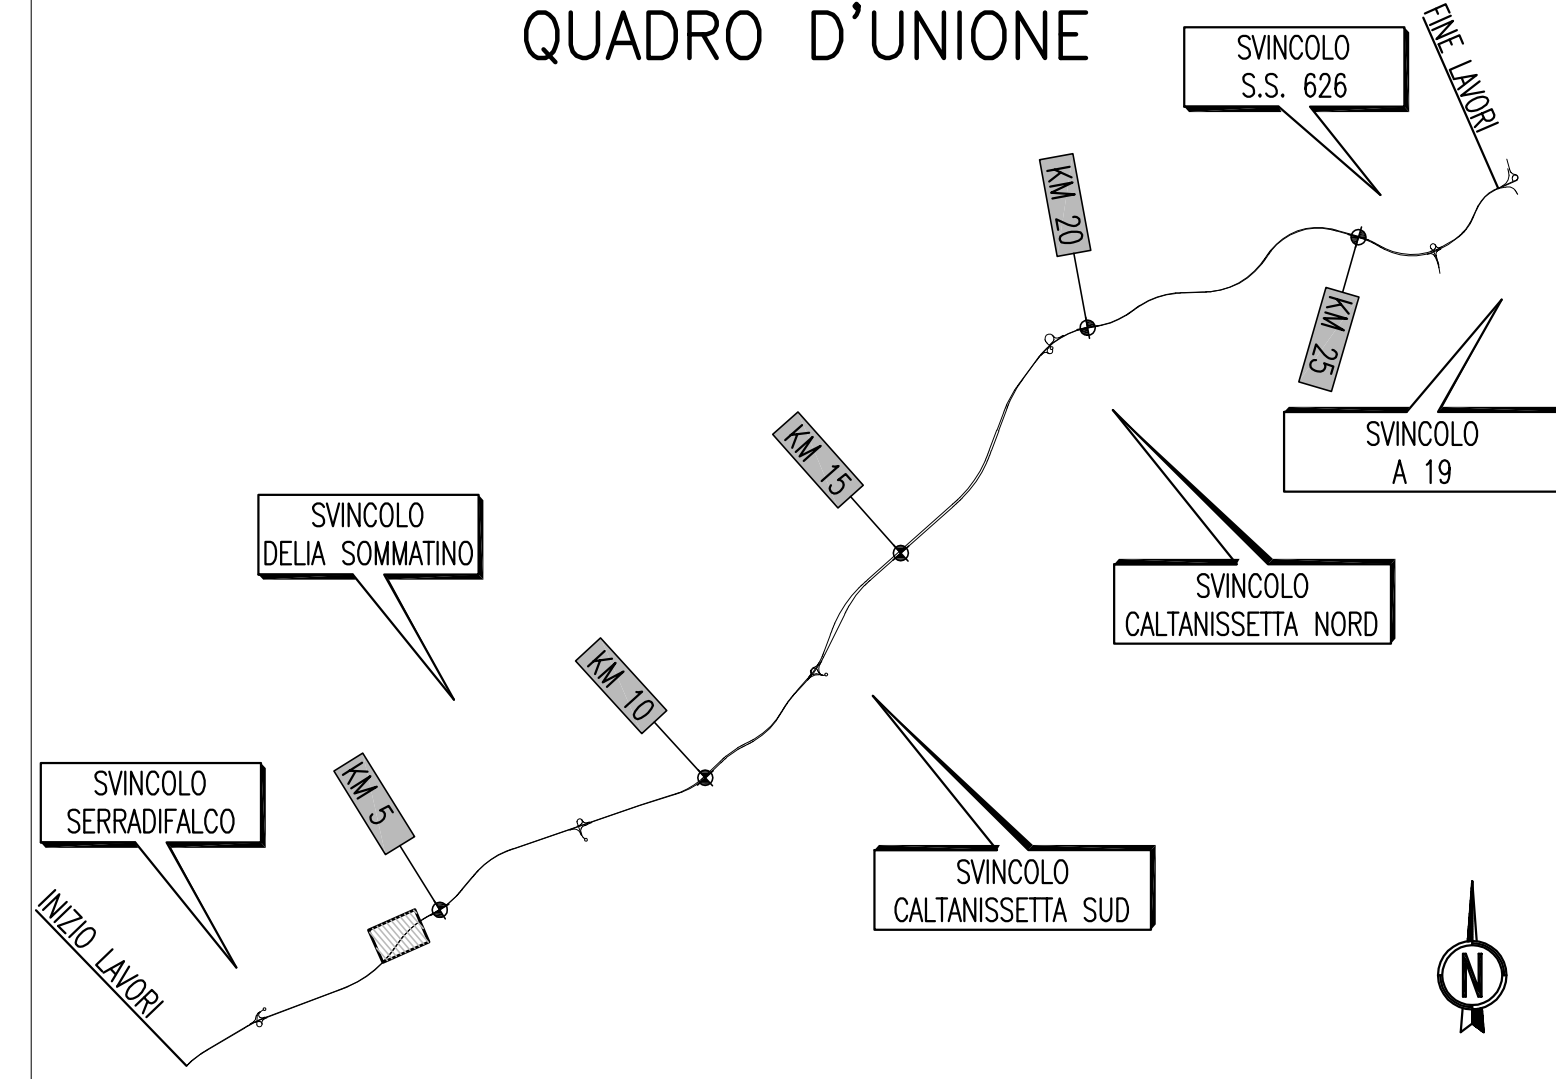 QUADRO D'UNIONE
SVINCOLO
S.S. 626
FINE LAVORI
KM 20
KM 25
SVINCOLO
A 19
KM 15
SVINCOLO
DELIA SOMMATINO
SVINCOLO
CALTANISSETTA NORD
KM 10
KM 5
SVINCOLO
SERRADIFALCO
SVINCOLO
CALTANISSETTA SUD
INIZIO LAVORI
N